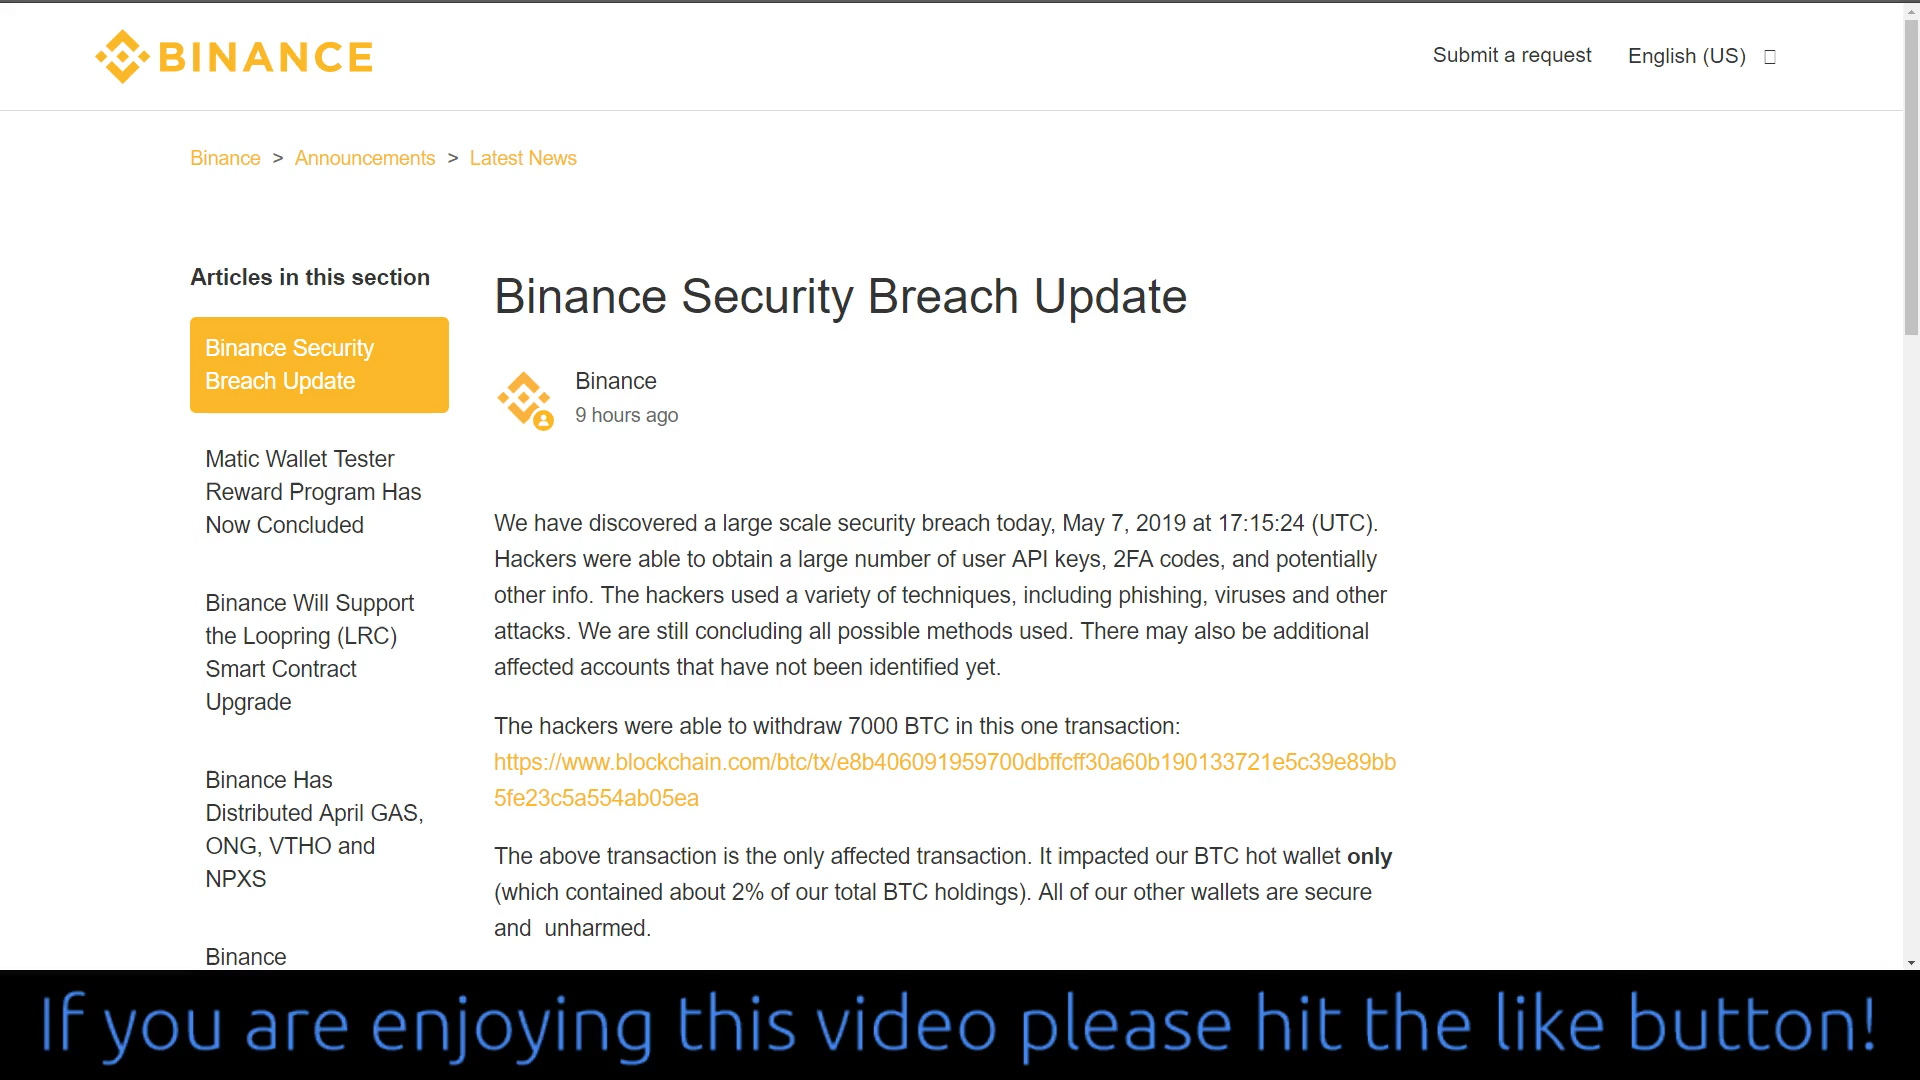 BINANCE
Submit a request
English (US)
Binance > Announcements > Latest News
Articles in this section
Binance Security
Breach Update
Matic Wallet Tester
Reward Program Has
Now Concluded
Binance Will Support
the Loopring (LRC)
Smart Contract
Upgrade
Binance Has
Distributed April GAS,
ONG, VTHO and
NPXS
Binance
Binance Security Breach Update
Binance
9 hours ago
We have discovered a large scale security breach today, May 7, 2019 at 17:15:24 (UTC).
Hackers were able to obtain a large number of user API keys, 2FA codes, and potentially
other info. The hackers used a variety of techniques, including phishing, viruses and other
attacks. We are still concluding all possible methods used. There may also be additional
affected accounts that have not been identified yet.
The hackers were able to withdraw 7000 BTC in this one transaction:
https://www.blockchain.com/btc/tx/e8b406091959700dbffcff30a60b190133721e5c39e89bb
5fe23c5a554ab05ea
The above transaction is the only affected transaction. It impacted our BTC hot wallet only
(which contained about 2% of our total BTC holdings). All of our other wallets are secure
and  unharmed.
If you are enjoying this video please hit the like button!